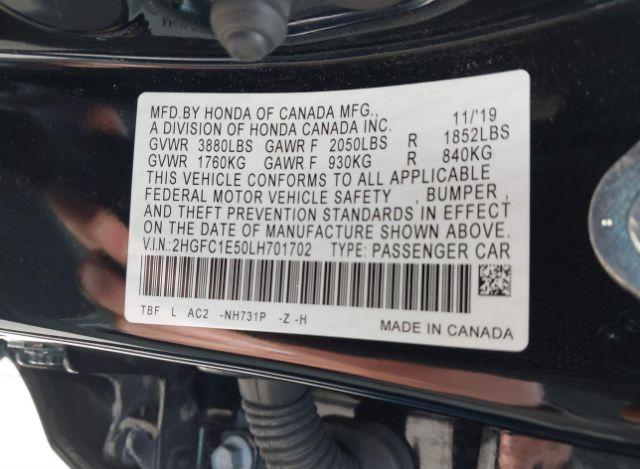 MFD.BY HONDA OF CANADA MFG., 11/'19
A DIVISION OF HONDA CANADA INC.
GVWR 3880LBS GAWR F 2050LBS R 1852LBS
GVWR 1760KG GAWR F 930KG R 840KG
THIS VEHICLE CONFORMS TO ALL APPLICABLE
FEDERAL MOTOR VEHICLE SAFETY , BUMPER,
AND THEFT PREVENTION STANDARDS IN EFFECT
ON THE DATE OF MANUFACTURE SHOWN ABOVE.
V.I.N.:2HGFC1E50LH701702 TYPE: PASSENGER CAR
TBF L AC2 -NH731P -Z -H
MADE IN CANADA